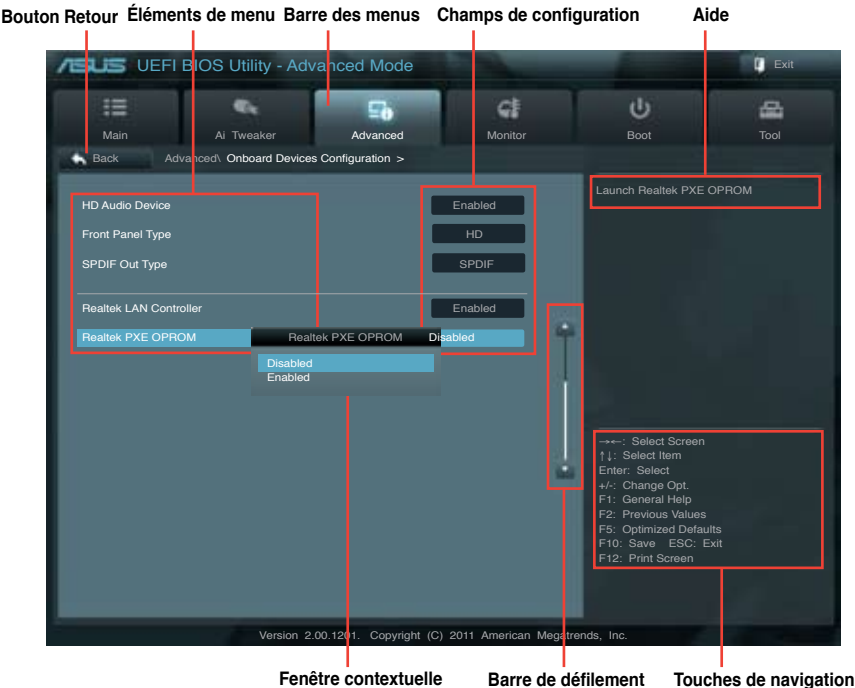 Bouton Retour Éléments de menu Barre des menus Champs de configuration Aide
ASUS UEFI BIOS Utility - Advanced Mode Exit
Main Ai Tweaker Advanced Monitor Boot Tool
Back Advanced\ Onboard Devices Configuration >
Launch Realtek PXE OPROM
HD Audio Device Enabled
Front Panel Type HD
SPDIF Out Type SPDIF
Realtek LAN Controller Enabled
Realtek PXE OPROM Realtek PXE OPROM Disabled
Disabled
Enabled
→←: Select Screen
↑↓: Select Item
Enter: Select
+/-: Change Opt.
F1: General Help
F2: Previous Values
F5: Optimized Defaults
F10: Save ESC: Exit
F12: Print Screen
Version 2.00.1201. Copyright (C) 2011 American Megatrends, Inc.
Fenêtre contextuelle Barre de défilement Touches de navigation